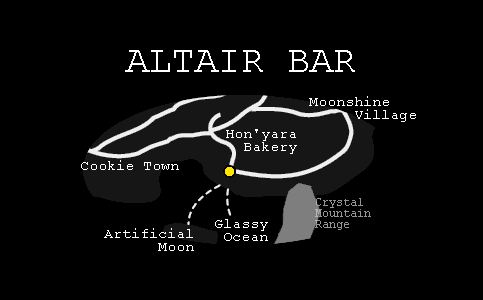 ALTAIR BAR
Moonshine
Village
Hon'yara
Bakery
Cookie Town
Crystal
Mountain
Range
Glassy
Ocean
Artificial
Moon